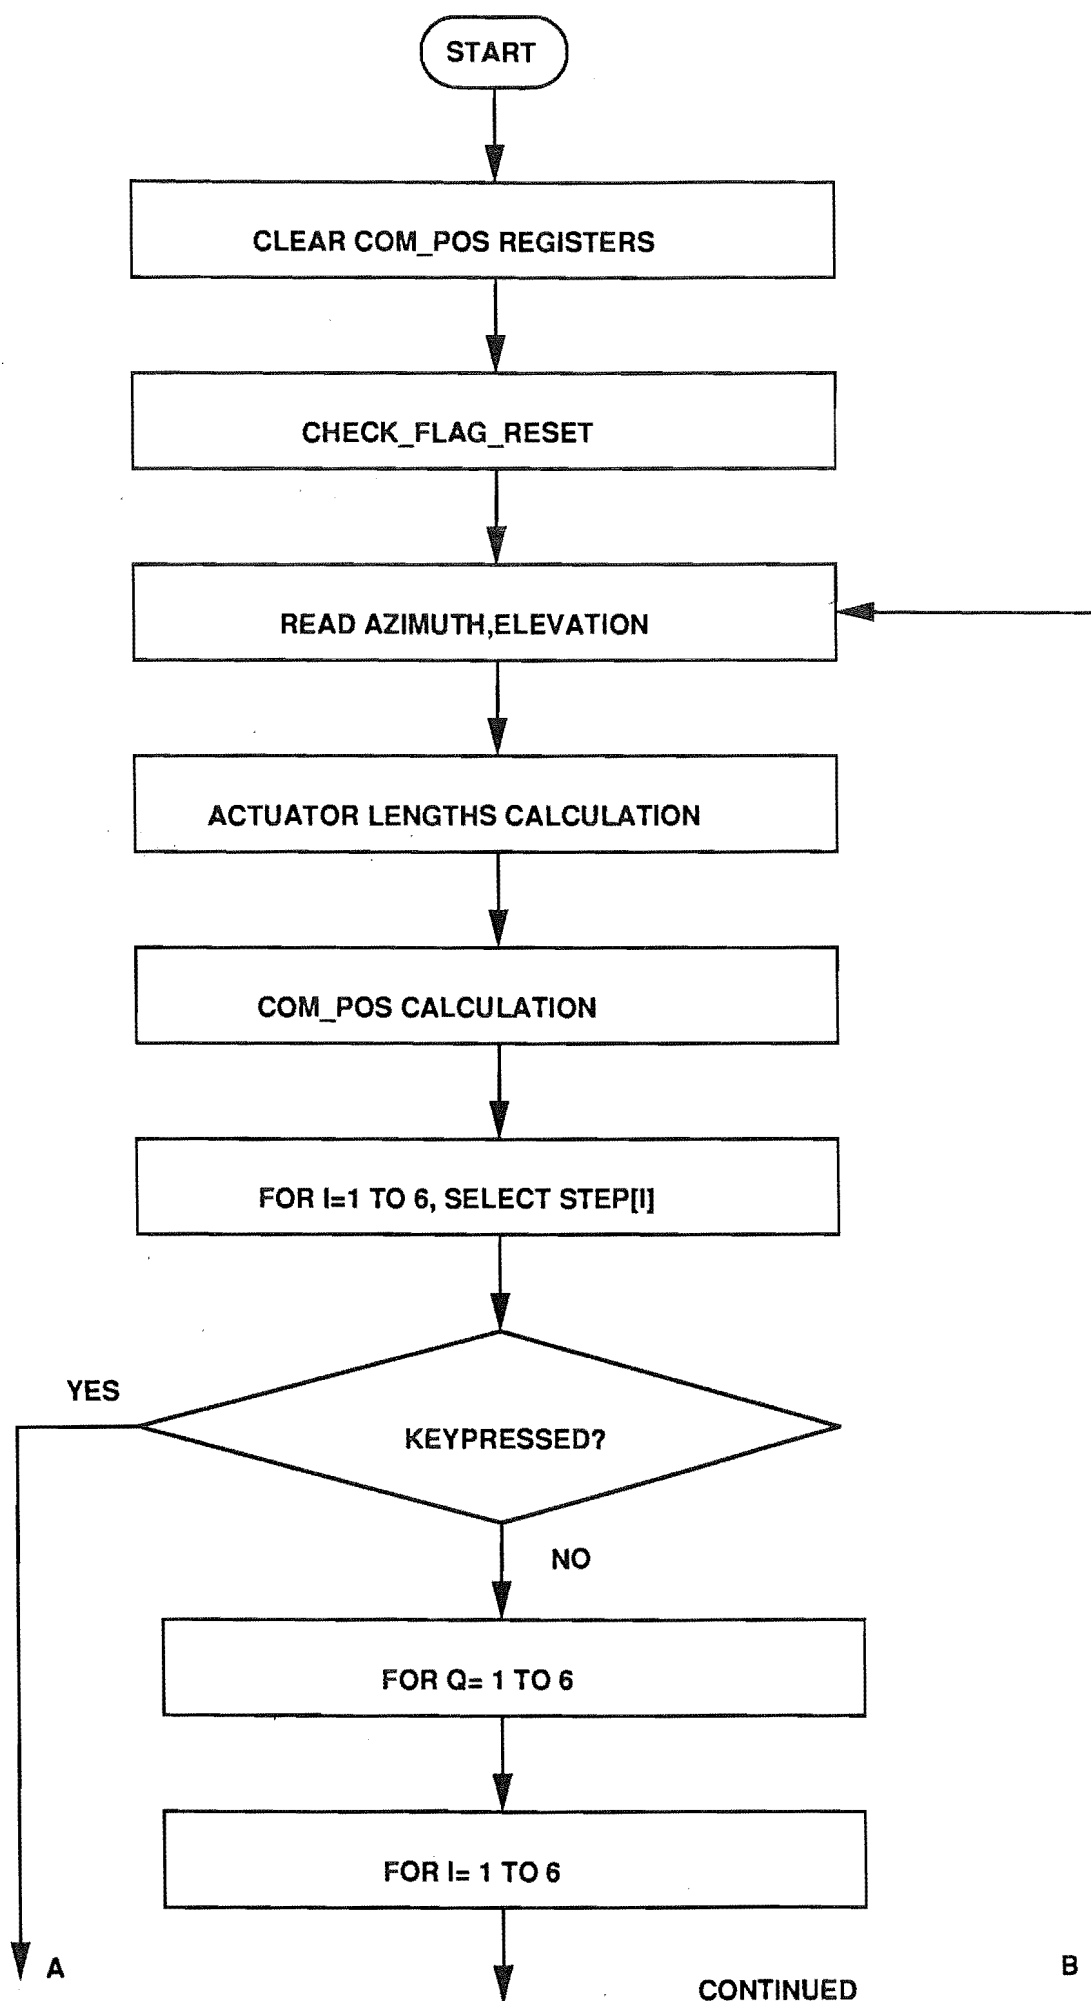 START
CLEAR COM_POS REGISTERS
CHECK_FLAG_RESET
READ AZIMUTH,ELEVATION
ACTUATOR LENGTHS CALCULATION
COM_POS CALCULATION
FOR I=1 TO 6, SELECT STEP[I]
YES
KEYPRESSED?
NO
FOR Q= 1 TO 6
FOR I= 1 TO 6
A
B
CONTINUED